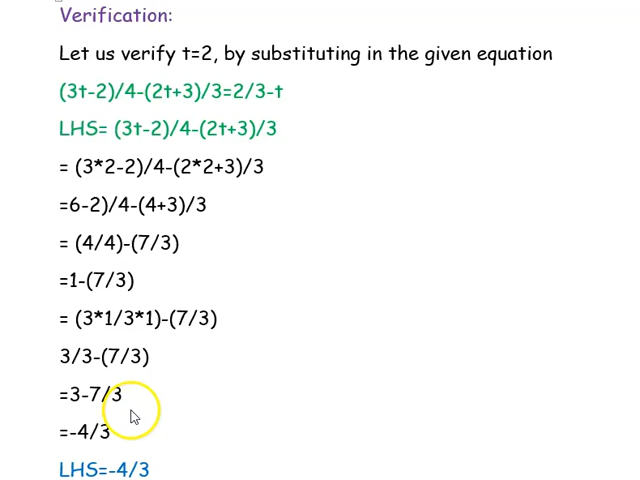 Verification:
Let us verify t=2, by substituting in the given equation
(3t-2)/4-(2t+3)/3=2/3-t
LHS= (3t-2)/4-(2t+3)/3
= (3*2-2)/4-(2*2+3)/3
=6-2)/4-(4+3)/3
= (4/4)-(7/3)
=1-(7/3)
= (3*1/3*1)-(7/3)
3/3-(7/3)
=3-7/3
=-4/3
LHS=-4/3